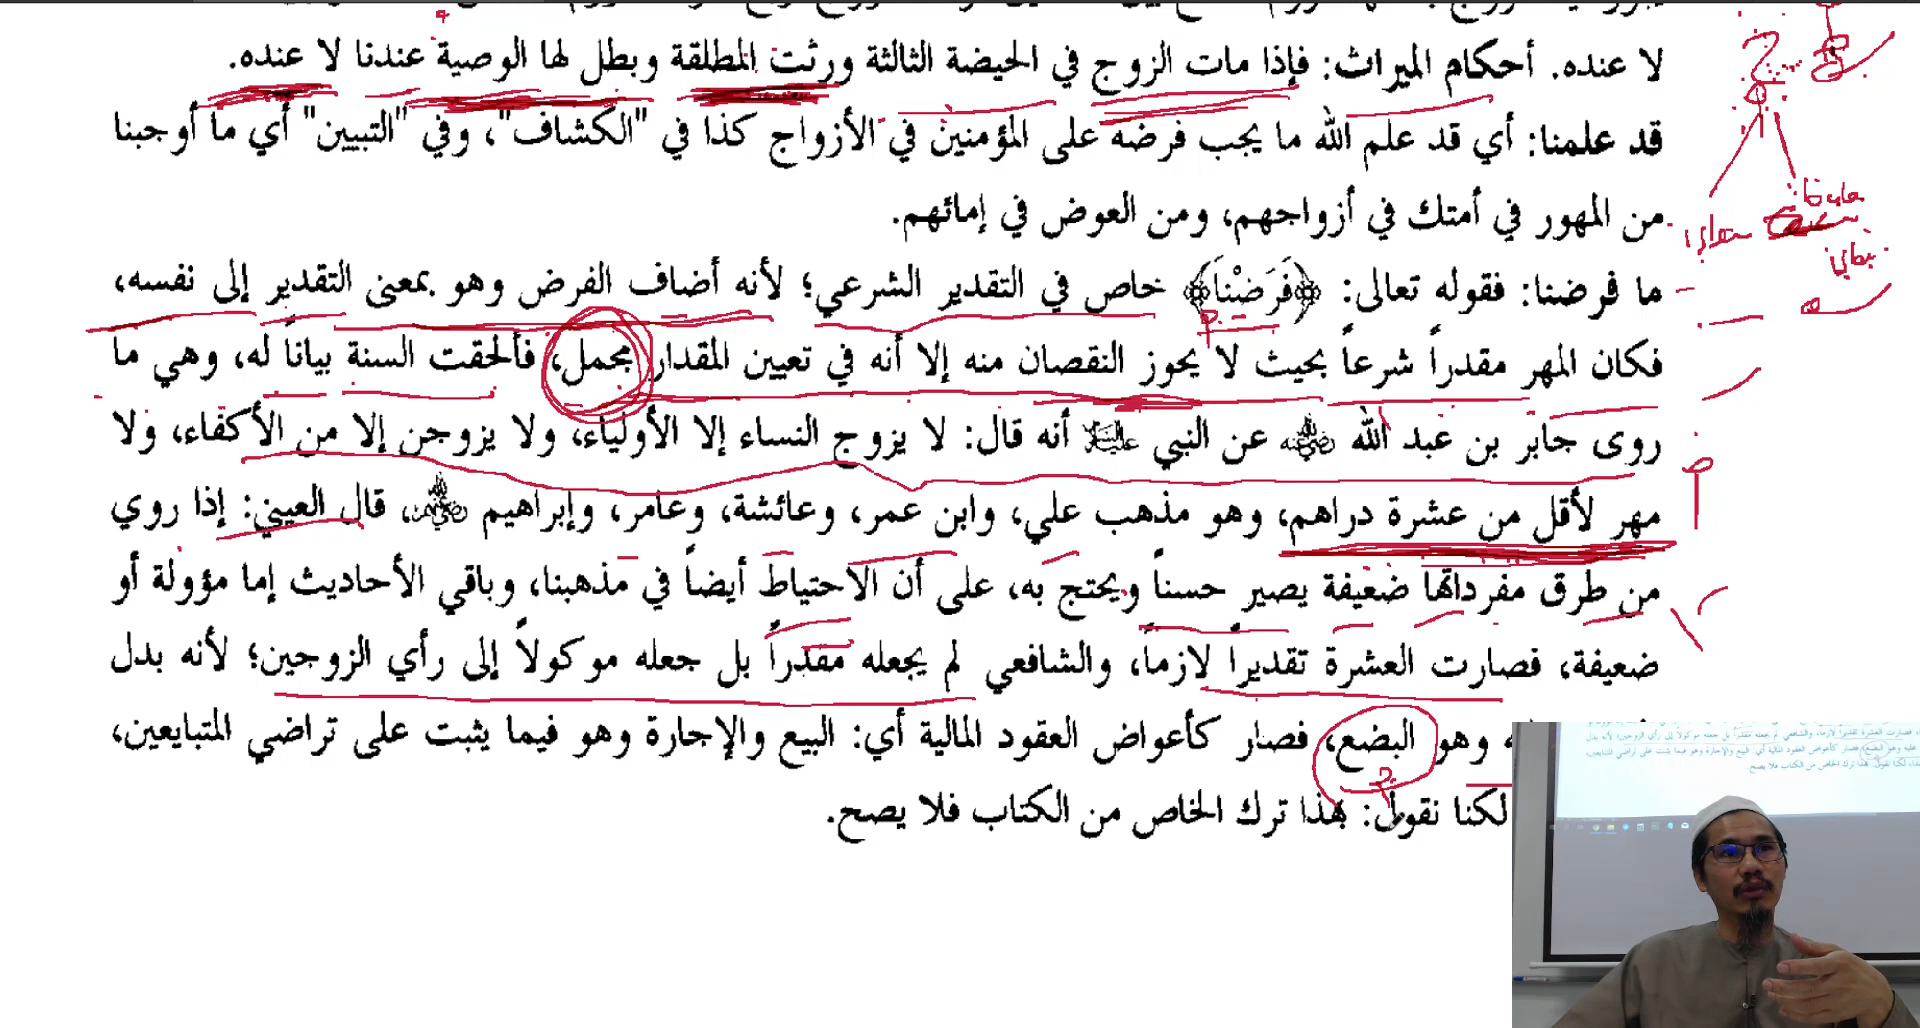 لا عنده. أحكام الميراث: فإذا مات الزوج في الحيضة الثالثة ورثت المطلقة وبطل لها الوصية عندنا لا عنده.
قد علمنا: أي قد علم الله ما يجب فرضه على المؤمنين في الأزواج كذا في "الكشاف"، وفي "التبيين" أي ما أوجبنا
من المهور في أمتك في أزواجهم، ومن العوض في إمائهم.
ما فرضنا: فقوله تعالى: ﴿فَرَضْنَا﴾ خاص في التقدير الشرعي؛ لأنه أضاف الفرض وهو بمعنى التقدير إلى نفسه،
فكان المهر مقدراً شرعاً بحيث لا يجوز النقصان منه إلا أنه في تعيين المقدار مجمل، فألحقت السنة بياناً له، وهي ما
روى جابر بن عبد الله رضي الله عنه عن النبي عليه السلام أنه قال: لا يزوج النساء إلا الأولياء، ولا يزوجن إلا من الأكفاء، ولا
مهر لأقل من عشرة دراهم، وهو مذهب علي، وابن عمر، وعائشة، وعامر، وإبراهيم رضي الله عنهم، قال العيني: إذا روي
من طرق مفرداتها ضعيفة يصير حسناً ويحتج به، على أن الاحتياط أيضاً في مذهبنا، وباقي الأحاديث إما مؤولة أو
ضعيفة، فصارت العشرة تقديرا لازماً، والشافعي لم يجعله مقدراً بل جعله موكولاً إلى رأي الزوجين؛ لأنه بدل
وهو البضع، فصار كأعواض العقود المالية أي: البيع والإجارة وهو فيما يثبت على تراضي المتبايعين،
لكنا نقول: هذا ترك الخاص من الكتاب فلا يصح.